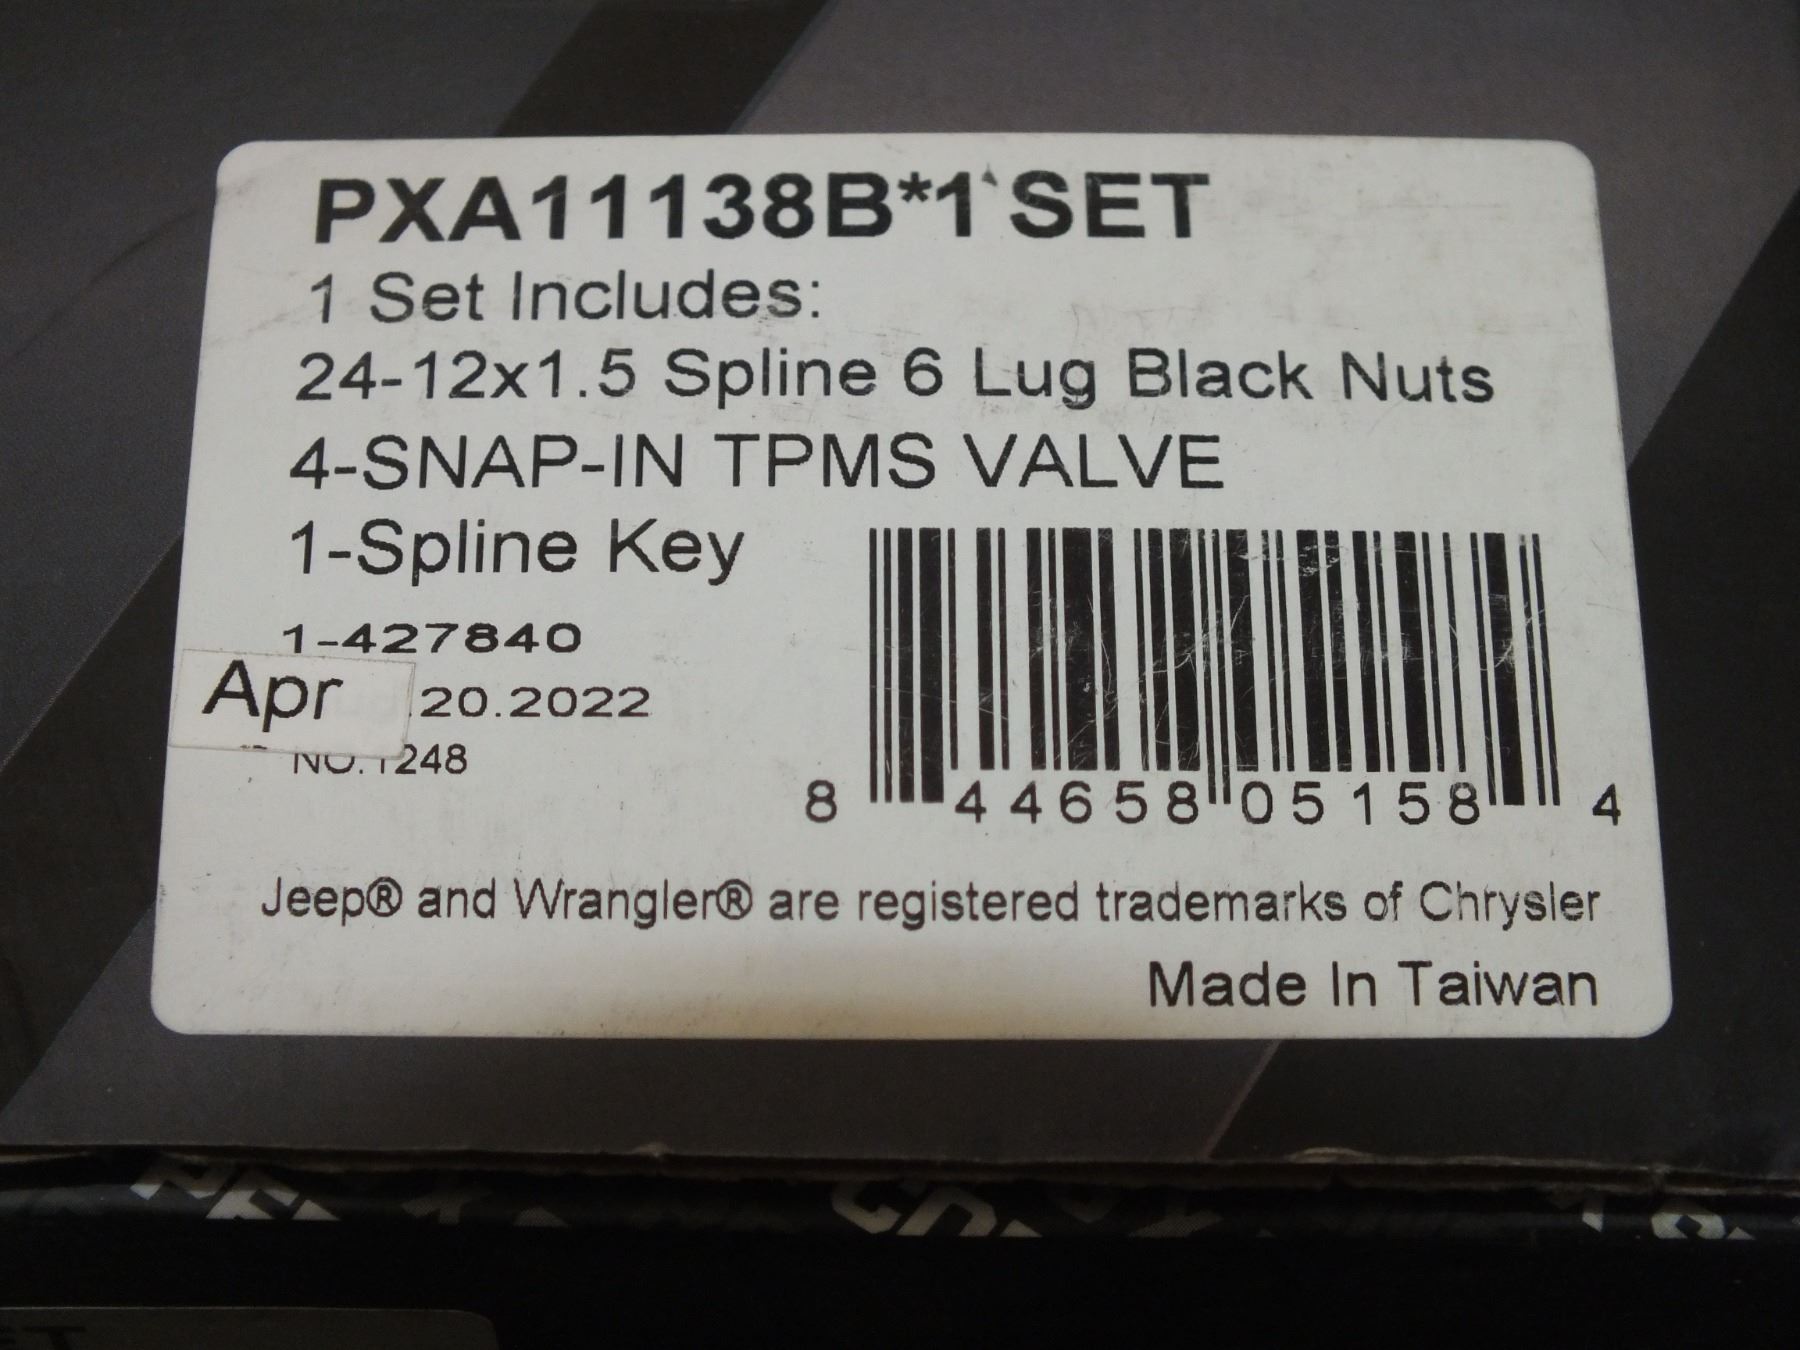 PXA11138B*1 SET
1 Set Includes:
24-12x1.5 Spline 6 Lug Black Nuts
4-SNAP-IN TPMS VALVE
1-Spline Key
1-427840
Apr .20.2022
NO.1248
8 44658 05158 4
Jeep® and Wrangler® are registered trademarks of Chrysler
Made In Taiwan